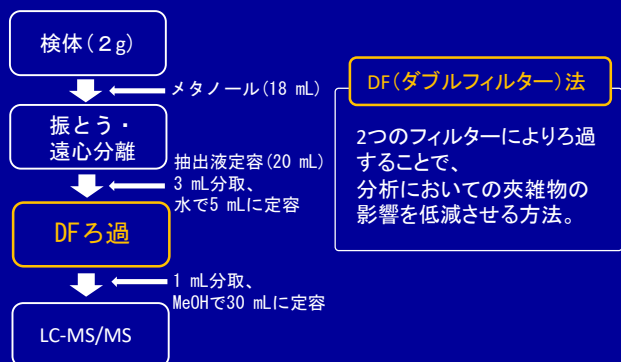 検体(２g)
メタノール(18 mL)
振とう・
遠心分離
抽出液定容(20 mL)
3 mL分取、
水で5 mLに定容
DFろ過
1 mL分取、
MeOHで30 mLに定容
LC-MS/MS
DF(ダブルフィルター)法
2つのフィルターによりろ過
することで、
分析においての夾雑物の
影響を低減させる方法。